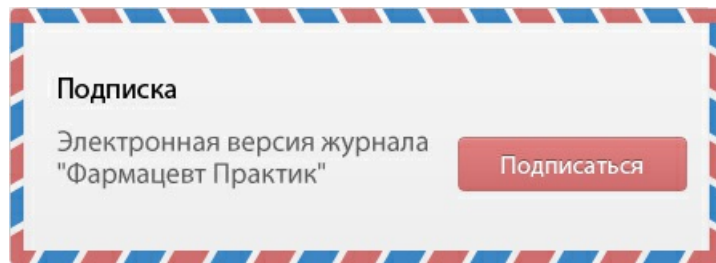 Подписка
Электронная версия журнала
"Фармацевт Практик"
Подписаться